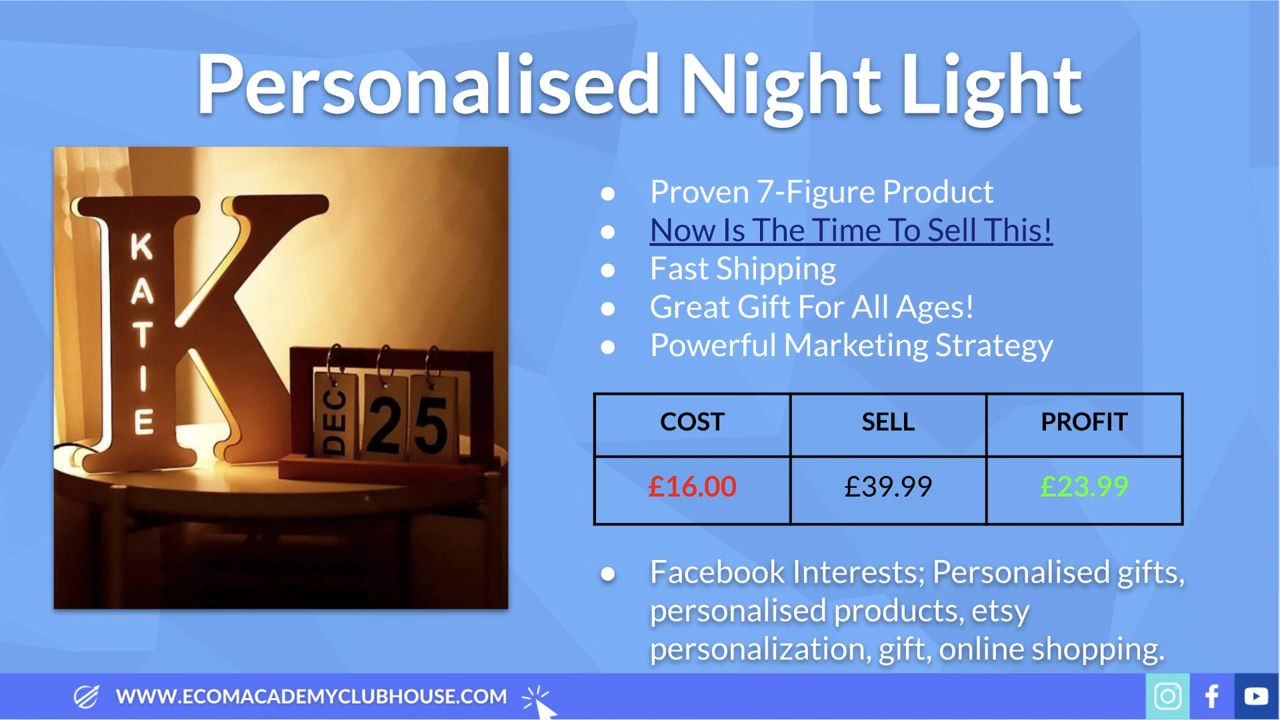 Personalised Night Light
K
A
T
I
E
DEC 25
● Proven 7-Figure Product
● Now Is The Time To Sell This!
● Fast Shipping
● Great Gift For All Ages!
● Powerful Marketing Strategy
COST SELL PROFIT
£16.00 £39.99 £23.99
● Facebook Interests; Personalised gifts,
personalised products, etsy
personalization, gift, online shopping.
WWW.ECOMACADEMYCLUBHOUSE.COM